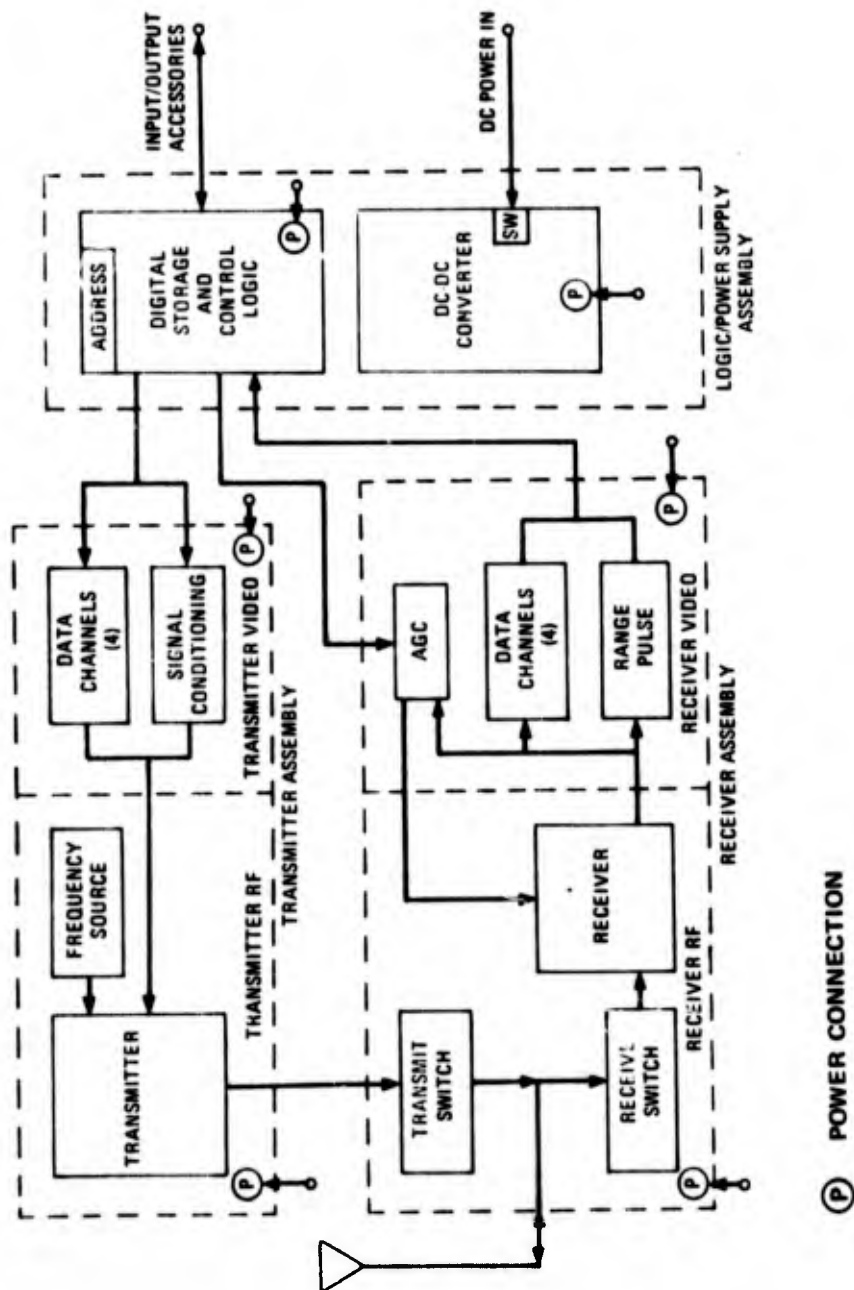 FREQUENCY
SOURCE
TRANSMITTER
DATA
CHANNELS
(4)
SIGNAL
CONDITIONING
P
P
TRANSMITTER RF
TRANSMITTER VIDEO
TRANSMITTER ASSEMBLY
ADDRESS
DIGITAL
STORAGE
AND
CONTROL
LOGIC
P
INPUT/OUTPUT
ACCESSORIES
TRANSMIT
SWITCH
RECEIVE
SWITCH
P
RECEIVER
RECEIVER RF
AGC
DATA
CHANNELS
(4)
RANGE
PULSE
P
RECEIVER VIDEO
RECEIVER ASSEMBLY
DC-DC
CONVERTER
SW
P
DC POWER IN
LOGIC/POWER SUPPLY
ASSEMBLY
P POWER CONNECTION